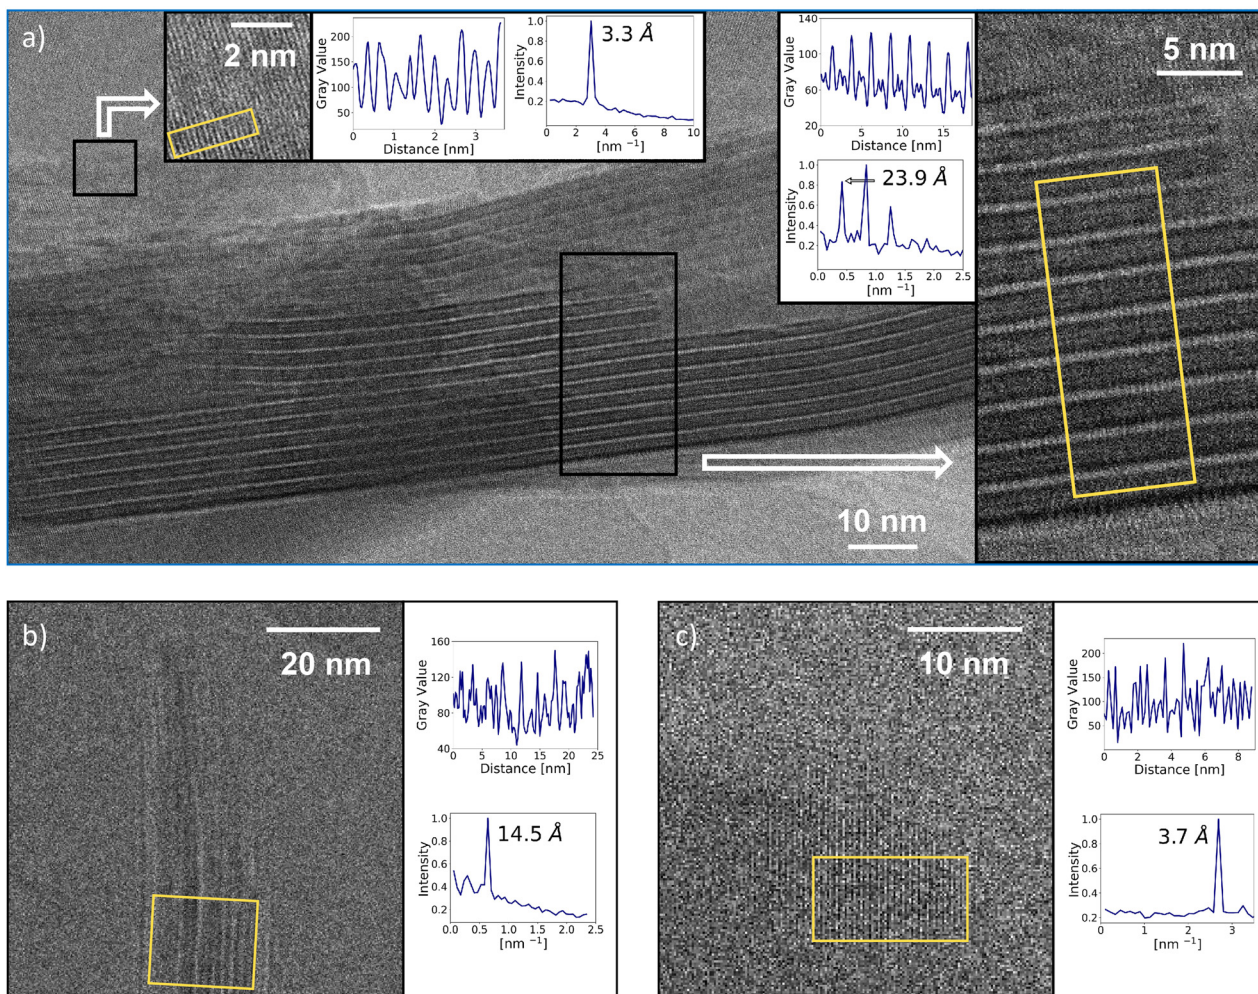 a)
2 nm
Gray Value
200
150
100
50
0 1 2 3
Distance [nm]
Intensity
1.0
0.8
0.6
0.4
0.2
3.3 Å
0 2 4 6 8 10
[nm ⁻¹]
Gray Value
140
100
60
20
0 5 10 15
Distance [nm]
Intensity
1.0
0.8
0.6
0.4
0.2
0.0
23.9 Å
0.0 0.5 1.0 1.5 2.0 2.5
[nm ⁻¹]
5 nm
10 nm
b)
20 nm
Gray Value
160
120
80
40
0 5 10 15 20 25
Distance [nm]
Intensity
1.0
0.8
0.6
0.4
0.2
14.5 Å
0.0 0.5 1.0 1.5 2.0 2.5
[nm ⁻¹]
c)
10 nm
Gray Value
200
150
100
50
0 2 4 6 8
Distance [nm]
Intensity
1.0
0.8
0.6
0.4
0.2
3.7 Å
0 1 2 3
[nm ⁻¹]